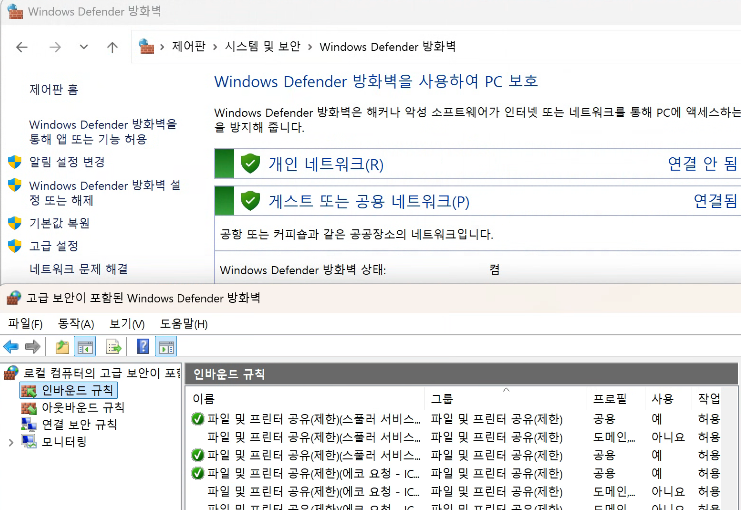 Windows Defender 방화벽
제어판 > 시스템 및 보안 > Windows Defender 방화벽
제어판 홈
Windows Defender 방화벽을
통해 앱 또는 기능 허용
알림 설정 변경
Windows Defender 방화벽 설
정 또는 해제
기본값 복원
고급 설정
네트워크 문제 해결
Windows Defender 방화벽을 사용하여 PC 보호
Windows Defender 방화벽은 해커나 악성 소프트웨어가 인터넷 또는 네트워크를 통해 PC에 액세스하는
을 방지해 줍니다.
개인 네트워크(R) 연결 안 됨
게스트 또는 공용 네트워크(P) 연결됨
공항 또는 커피숍과 같은 공공장소의 네트워크입니다.
Windows Defender 방화벽 상태: 켬
고급 보안이 포함된 Windows Defender 방화벽
파일(F) 동작(A) 보기(V) 도움말(H)
로컬 컴퓨터의 고급 보안이 포함
인바운드 규칙
아웃바운드 규칙
연결 보안 규칙
모니터링
인바운드 규칙
이름 그룹 프로필 사용 작업
파일 및 프린터 공유(제한)(스풀러 서비스... 파일 및 프린터 공유(제한) 공용 예 허용
파일 및 프린터 공유(제한)(스풀러 서비스... 파일 및 프린터 공유(제한) 도메인,... 아니요 허용
파일 및 프린터 공유(제한)(스풀러 서비스... 파일 및 프린터 공유(제한) 공용 예 허용
파일 및 프린터 공유(제한)(에코 요청 - IC... 파일 및 프린터 공유(제한) 공용 예 허용
파일 및 프린터 공유(제한)(에코 요청 - IC... 파일 및 프린터 공유(제한) 도메인,... 아니요 허용